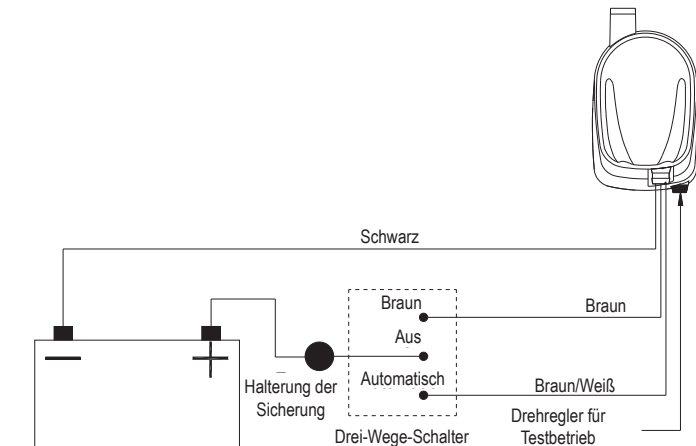 Schwarz
Braun
Braun
Aus
Automatisch
Braun/Weiß
Halterung der
Sicherung
Drehregler für
Testbetrieb
Drei-Wege-Schalter